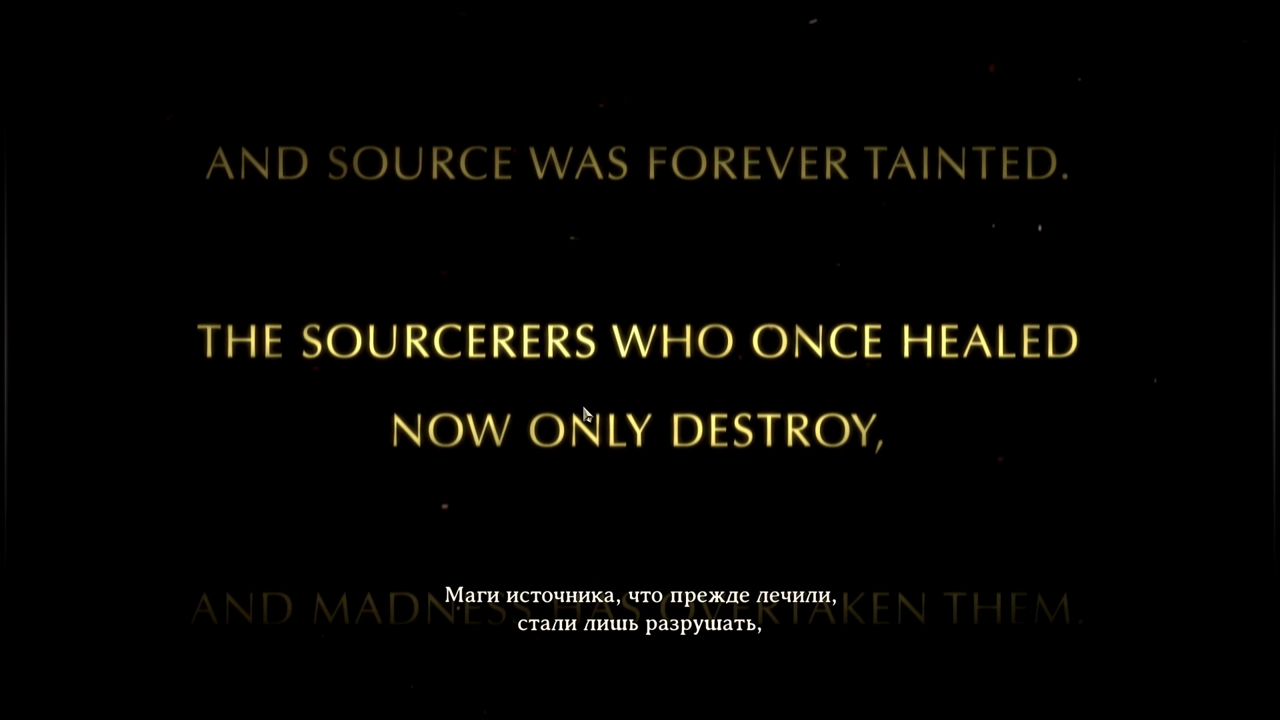 AND SOURCE WAS FOREVER TAINTED.
THE SOURCERERS WHO ONCE HEALED
NOW ONLY DESTROY,
AND MADNESS HAS OVERTAKEN THEM.
Маги источника, что прежде лечили,
стали лишь разрушать,